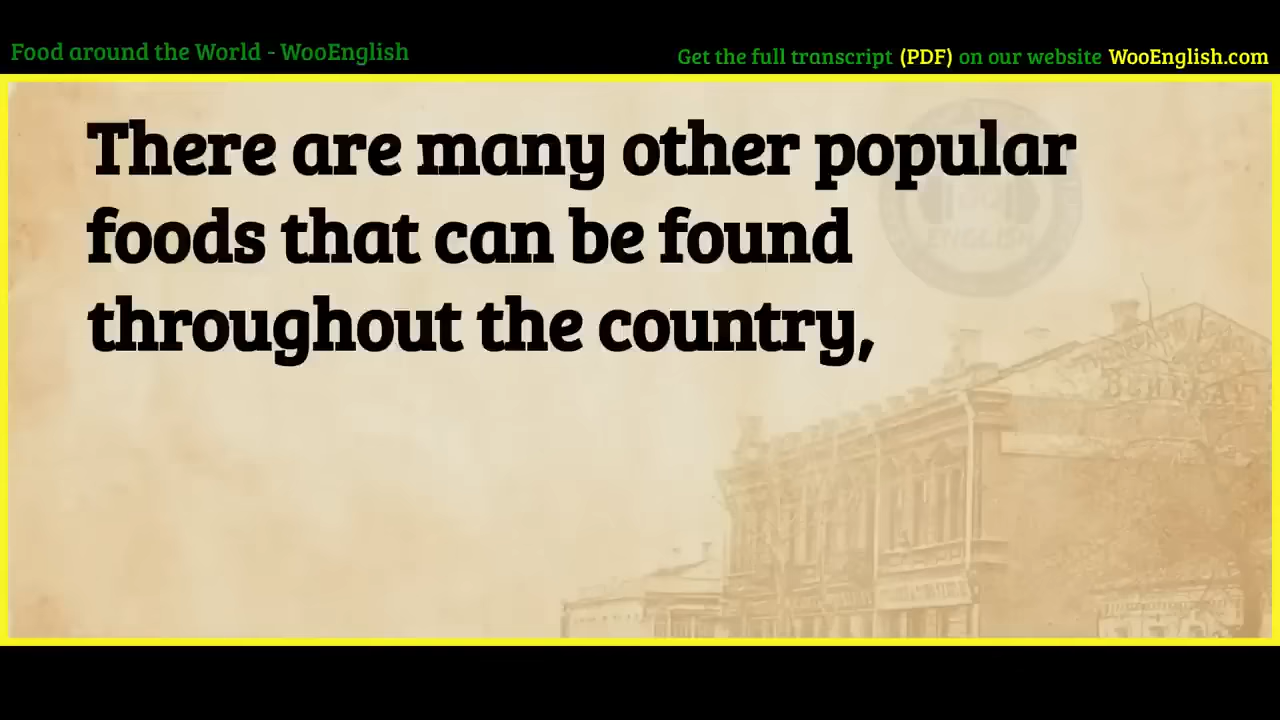 Food around the World - WooEnglish
Get the full transcript (PDF) on our website WooEnglish.com
There are many other popular
foods that can be found
throughout the country,
ENGLISH